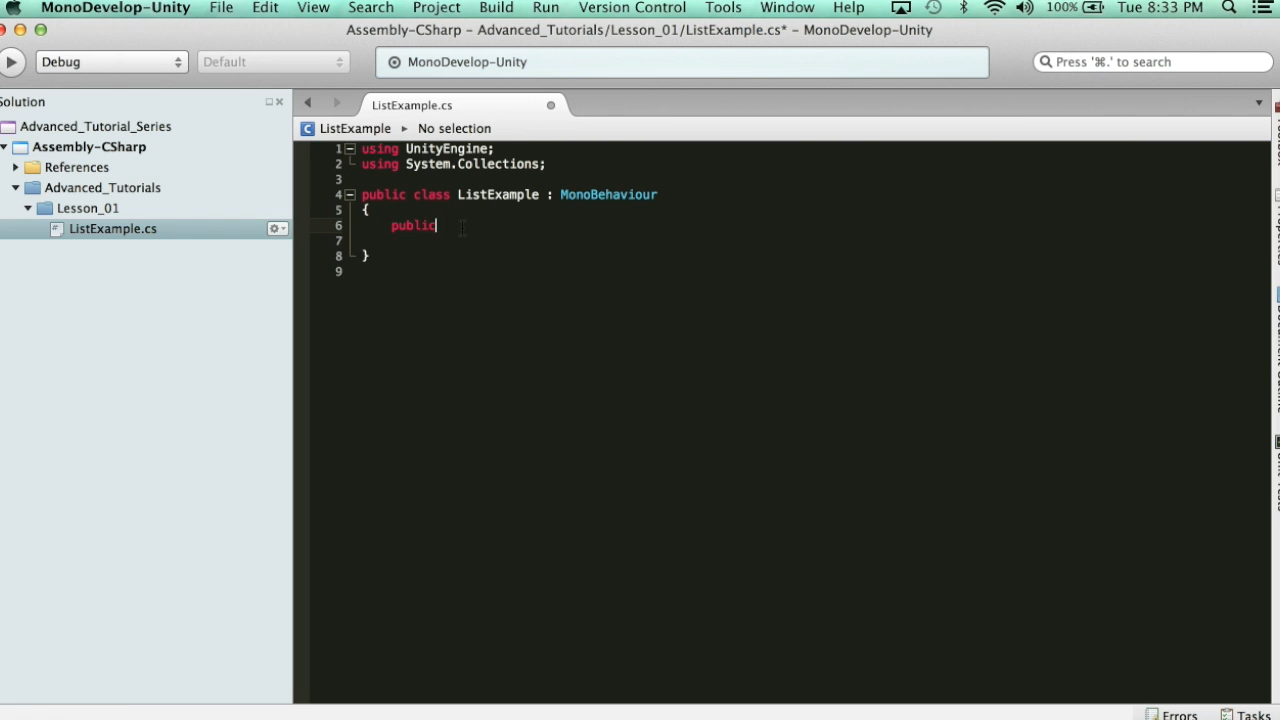 MonoDevelop-Unity File Edit View Search Project Build Run Version Control Tools Window Help 100% Tue 8:33 PM
Assembly-CSharp - Advanced_Tutorials/Lesson_01/ListExample.cs* - MonoDevelop-Unity
Debug Default MonoDevelop-Unity Press '⌘.' to search
Solution
ListExample.cs
Advanced_Tutorial_Series
ListExample ▸ No selection
Assembly-CSharp
References
Advanced_Tutorials
Lesson_01
ListExample.cs
1 using UnityEngine;
2 using System.Collections;
3
4 public class ListExample : MonoBehaviour
5 {
6 public
7
8 }
9
Errors Tasks